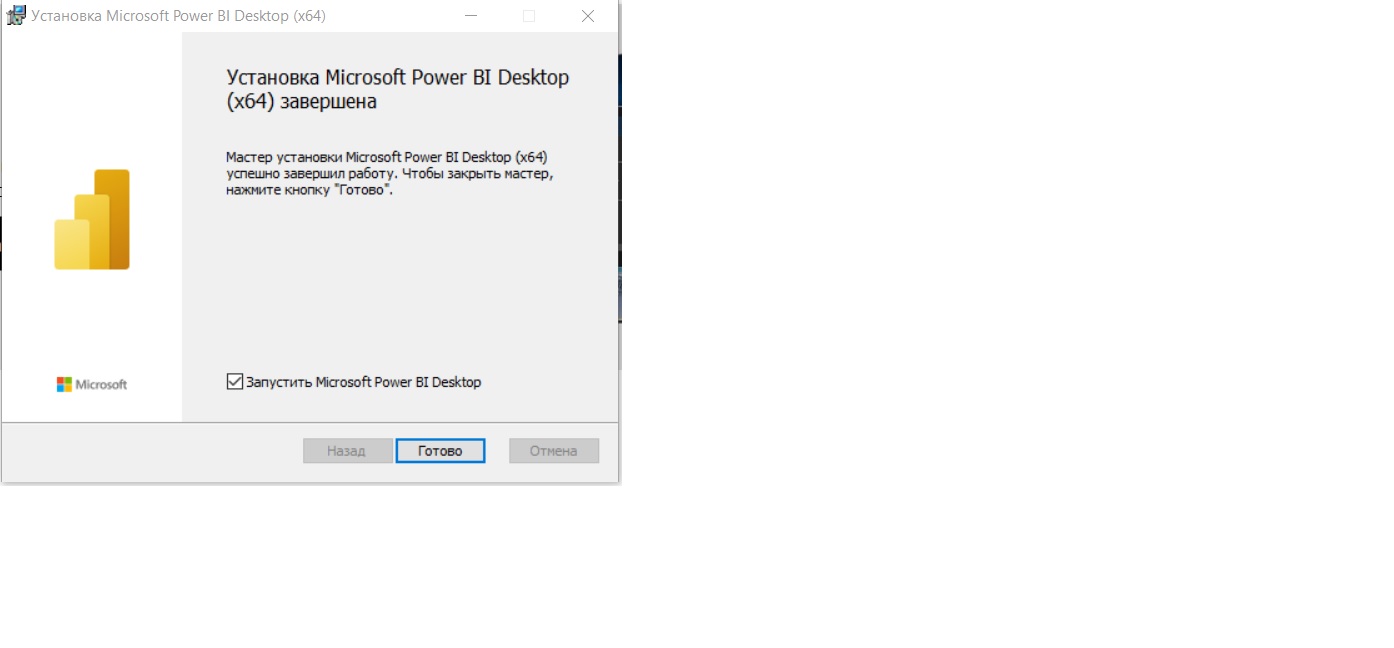 Установка Microsoft Power BI Desktop (x64)
Установка Microsoft Power BI Desktop
(x64) завершена
Мастер установки Microsoft Power BI Desktop (x64)
успешно завершил работу. Чтобы закрыть мастер,
нажмите кнопку "Готово".
Запустить Microsoft Power BI Desktop
Microsoft
Назад
Готово
Отмена